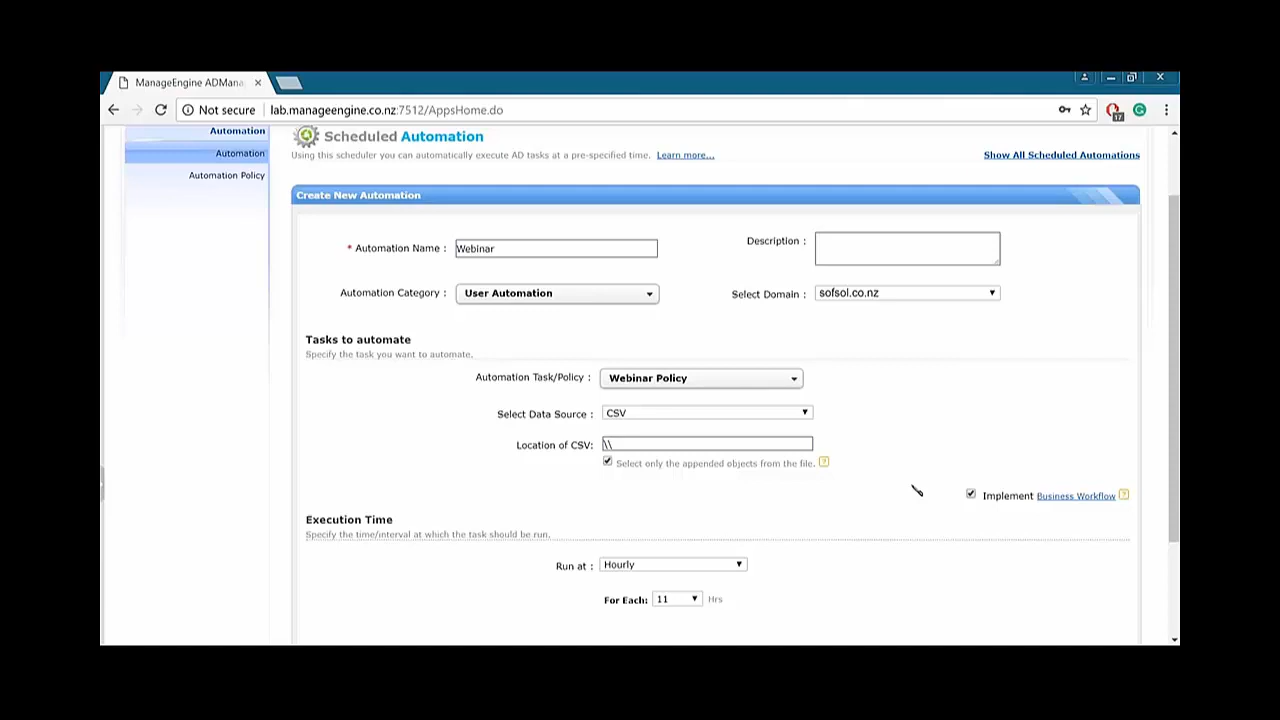 ManageEngine ADMana
Not secure
lab.manageengine.co.nz:7512/AppsHome.do
17
Automation
Automation
Automation Policy
Scheduled Automation
Using this scheduler you can automatically execute AD tasks at a pre-specified time. Learn more...
Show All Scheduled Automations
Create New Automation
* Automation Name : Webinar
Description :
Automation Category : User Automation
Select Domain : sofsol.co.nz
Tasks to automate
Specify the task you want to automate.
Automation Task/Policy : Webinar Policy
Select Data Source : CSV
Location of CSV: \\
Select only the appended objects from the file. ?
Implement Business Workflow ?
Execution Time
Specify the time/interval at which the task should be run.
Run at : Hourly
For Each: 11 Hrs